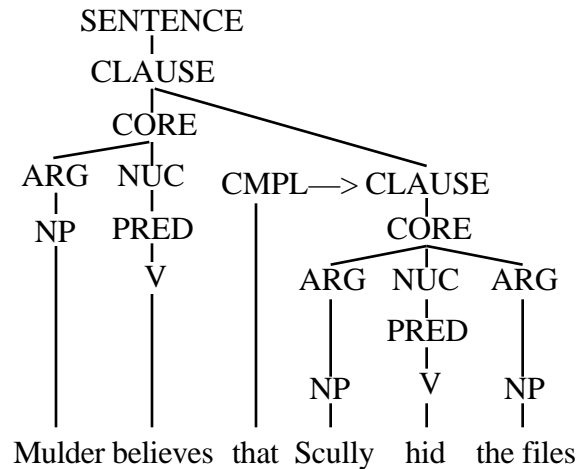 SENTENCE
CLAUSE
CORE
ARG NUC CMPL—> CLAUSE
NP PRED CORE
V ARG NUC ARG
PRED
NP V NP
Mulder believes that Scully hid the files